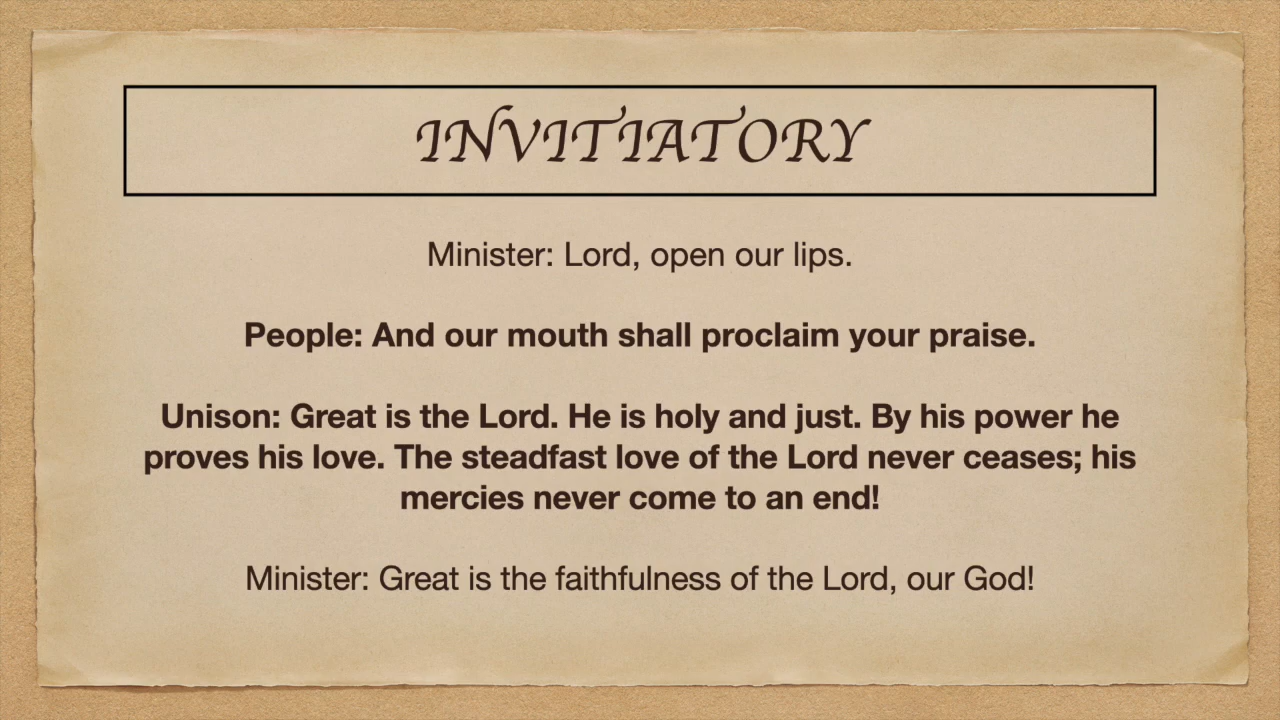 INVITIATORY
Minister: Lord, open our lips.
People: And our mouth shall proclaim your praise.
Unison: Great is the Lord. He is holy and just. By his power he
proves his love. The steadfast love of the Lord never ceases; his
mercies never come to an end!
Minister: Great is the faithfulness of the Lord, our God!